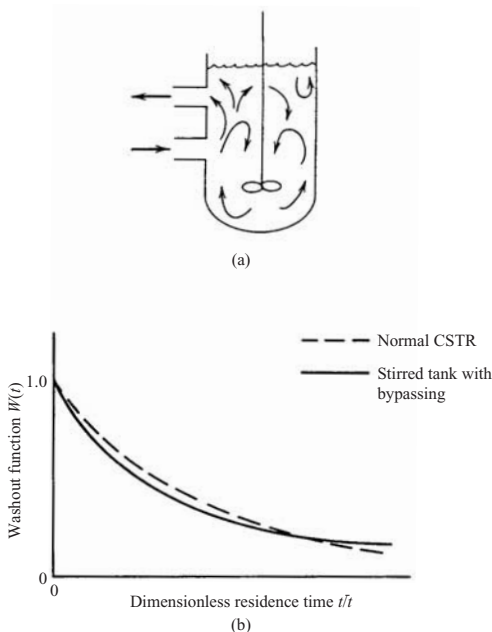 (a)
Normal CSTR
Stirred tank with
bypassing
Washout function W(t)
1.0
0
0
Dimensionless residence time t/t̄
(b)